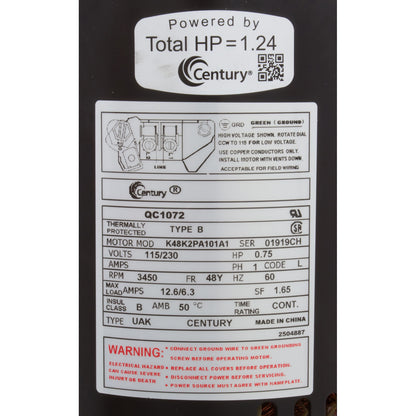 Powered by
Total HP = 1.24
Century®
GRD GREEN (GROUND)
HIGH VOLTAGE SHOWN. ROTATE DIAL
CCW TO 115 FOR LOW VOLTAGE.
USE COPPER CONDUCTORS ONLY.
INSTALL MOTOR WITH VENTS DOWN.
ACCEPTABLE FOR FIELD WIRING
LINE
Century®
QC1072
THERMALLY PROTECTED TYPE B
MOTOR MOD K48K2PA101A1 SER 01919CH
VOLTS 115/230 HP 0.75
AMPS PH 1 CODE L
RPM 3450 FR 48Y HZ 60
MAX LOAD AMPS 12.6/6.3 SF 1.65
INSUL CLASS B AMB 50 °C TIME RATING CONT.
TYPE UAK CENTURY MADE IN CHINA
2504887
WARNING:
ELECTRICAL HAZARD
CAN CAUSE SEVERE
INJURY OR DEATH
• CONNECT GROUND WIRE TO GREEN GROUNDING
SCREW BEFORE OPERATING MOTOR.
• REPLACE ALL COVERS BEFORE OPERATION.
• DISCONNECT POWER BEFORE SERVICING.
• POWER SOURCE MUST AGREE WITH NAMEPLATE.